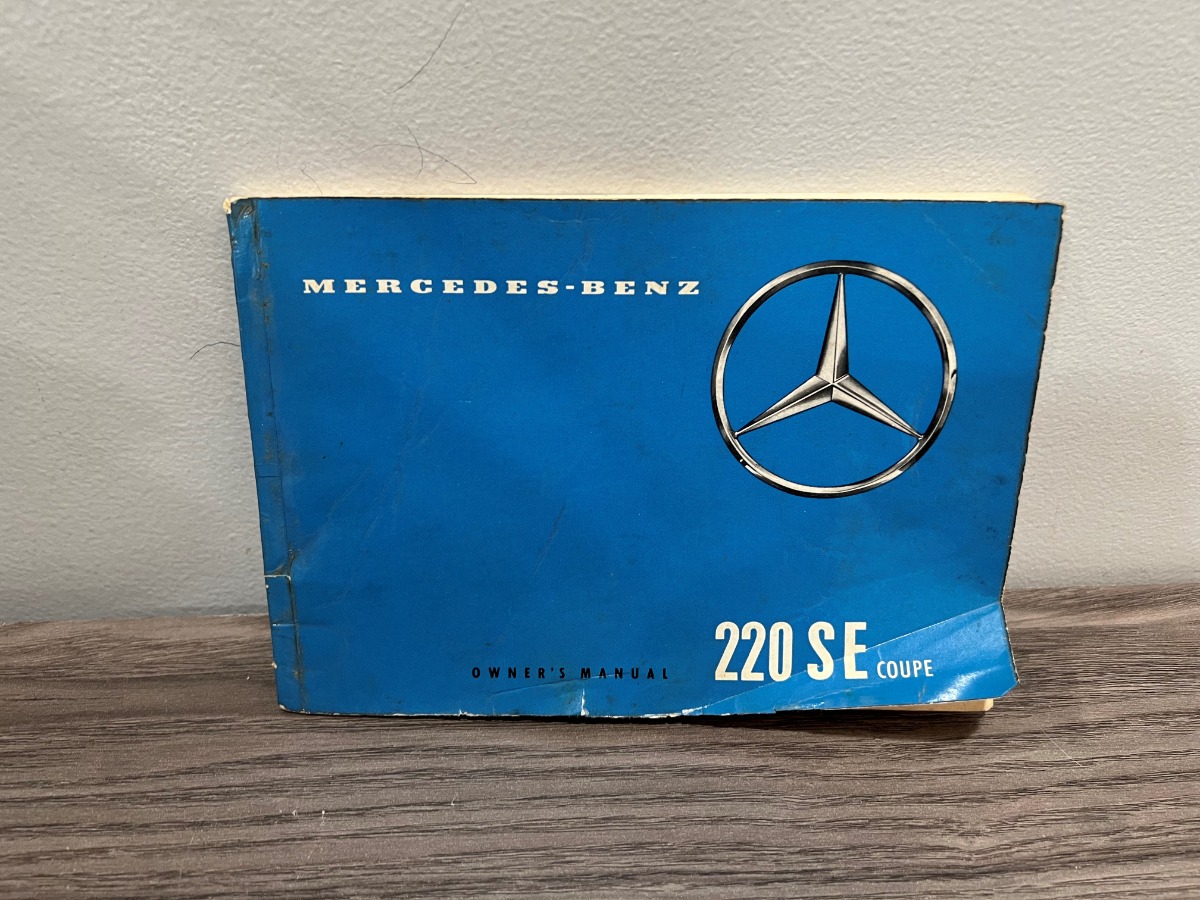 MERCEDES-BENZ
OWNER'S MANUAL
220 SE COUPE